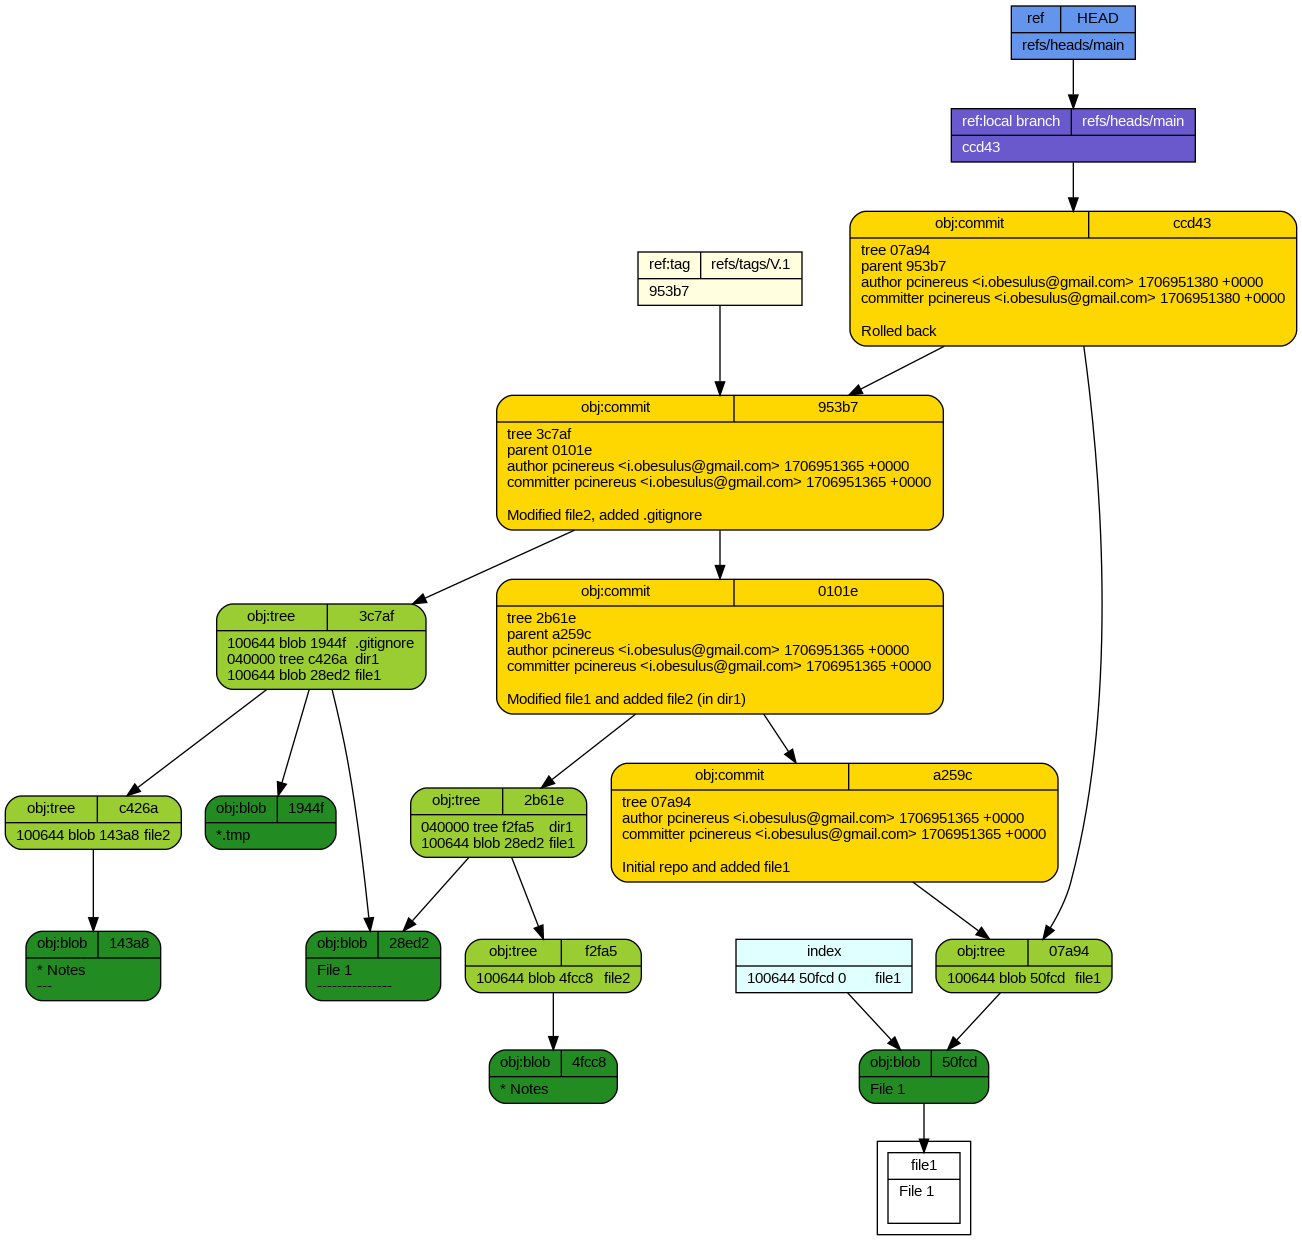 ref HEAD
refs/heads/main
ref:local branch refs/heads/main
ccd43
obj:commit ccd43
tree 07a94
parent 953b7
author pcinereus <i.obesulus@gmail.com> 1706951380 +0000
committer pcinereus <i.obesulus@gmail.com> 1706951380 +0000
Rolled back
ref:tag refs/tags/V.1
953b7
obj:commit 953b7
tree 3c7af
parent 0101e
author pcinereus <i.obesulus@gmail.com> 1706951365 +0000
committer pcinereus <i.obesulus@gmail.com> 1706951365 +0000
Modified file2, added .gitignore
obj:commit 0101e
tree 2b61e
parent a259c
author pcinereus <i.obesulus@gmail.com> 1706951365 +0000
committer pcinereus <i.obesulus@gmail.com> 1706951365 +0000
Modified file1 and added file2 (in dir1)
obj:tree 3c7af
100644 blob 1944f .gitignore
040000 tree c426a dir1
100644 blob 28ed2 file1
obj:commit a259c
tree 07a94
author pcinereus <i.obesulus@gmail.com> 1706951365 +0000
committer pcinereus <i.obesulus@gmail.com> 1706951365 +0000
Initial repo and added file1
obj:tree c426a
100644 blob 143a8 file2
obj:blob 1944f
*.tmp
obj:tree 2b61e
040000 tree f2fa5 dir1
100644 blob 28ed2 file1
obj:blob 143a8
* Notes
---
obj:blob 28ed2
File 1
---------------
obj:tree f2fa5
100644 blob 4fcc8 file2
index
100644 50fcd 0 file1
obj:tree 07a94
100644 blob 50fcd file1
obj:blob 4fcc8
* Notes
obj:blob 50fcd
File 1
file1
File 1